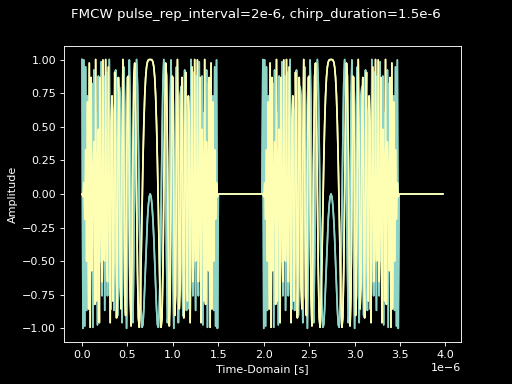 FMCW pulse_rep_interval=2e-6, chirp_duration=1.5e-6
1.00
0.75
0.50
0.25
0.00
−0.25
−0.50
−0.75
−1.00
Amplitude
0.0 0.5 1.0 1.5 2.0 2.5 3.0 3.5 4.0
1e−6
Time-Domain [s]